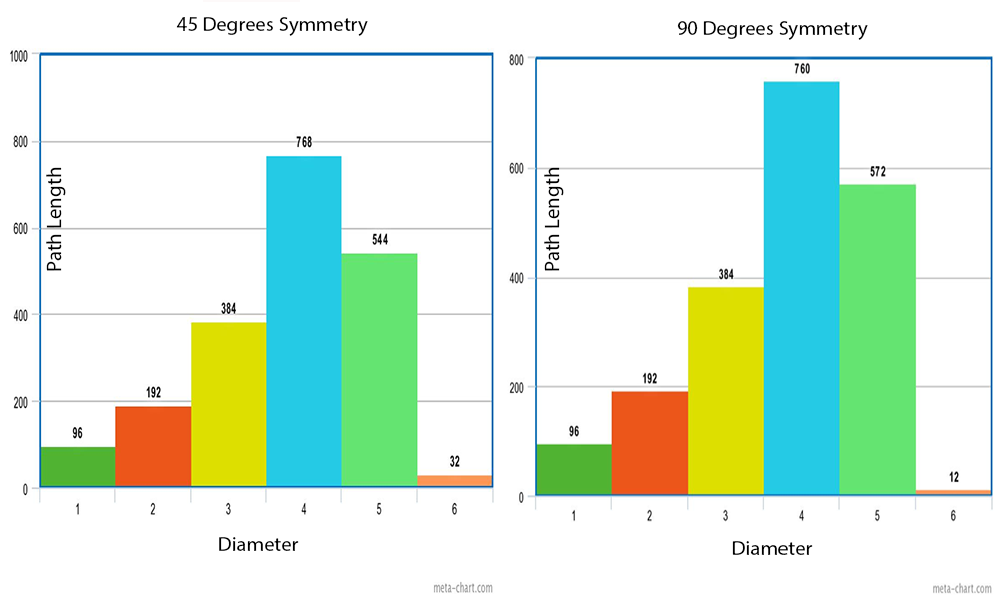 45 Degrees Symmetry
1000
800
600
400
200
0
Path Length
96
192
384
768
544
32
1 2 3 4 5 6
Diameter
meta-chart.com
90 Degrees Symmetry
800
600
400
200
0
Path Length
96
192
384
760
572
12
1 2 3 4 5 6
Diameter
meta-chart.com